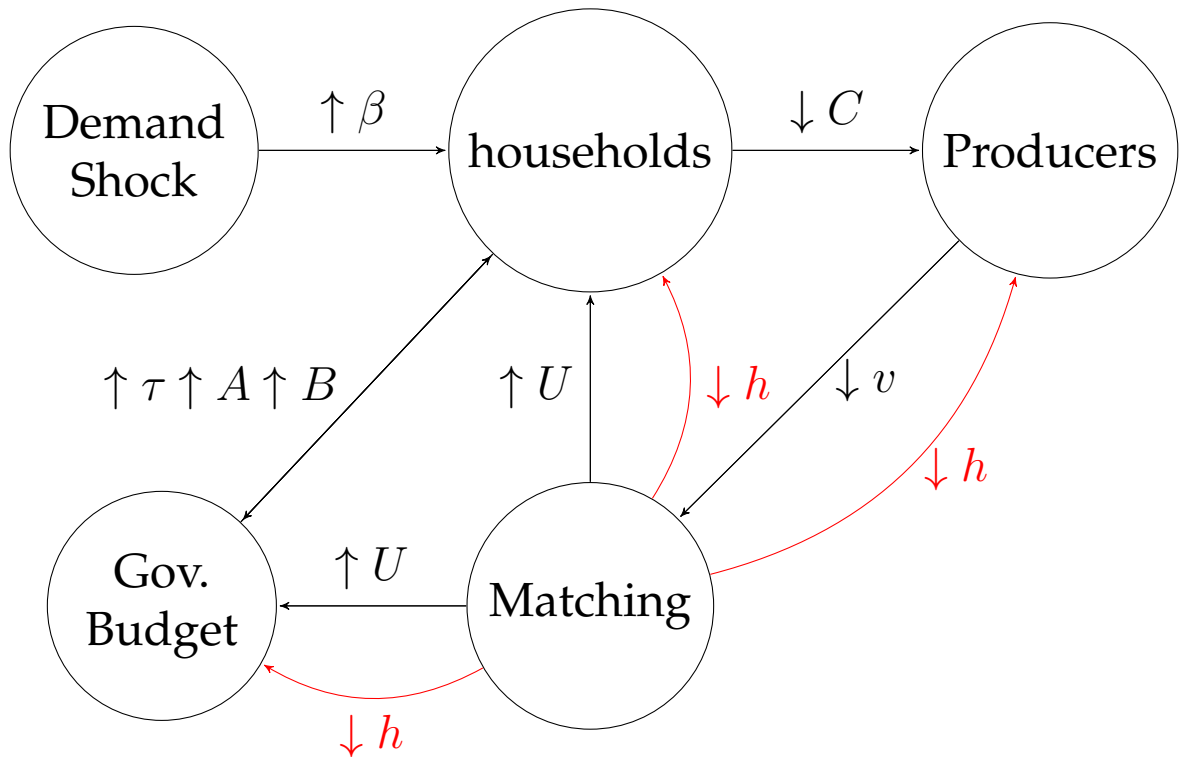 Demand
Shock
↑ β
households
↓ C
Producers
↑ τ ↑ A ↑ B
↑ U
↓ h
↓ v
↓ h
Gov.
Budget
↑ U
Matching
↓ h